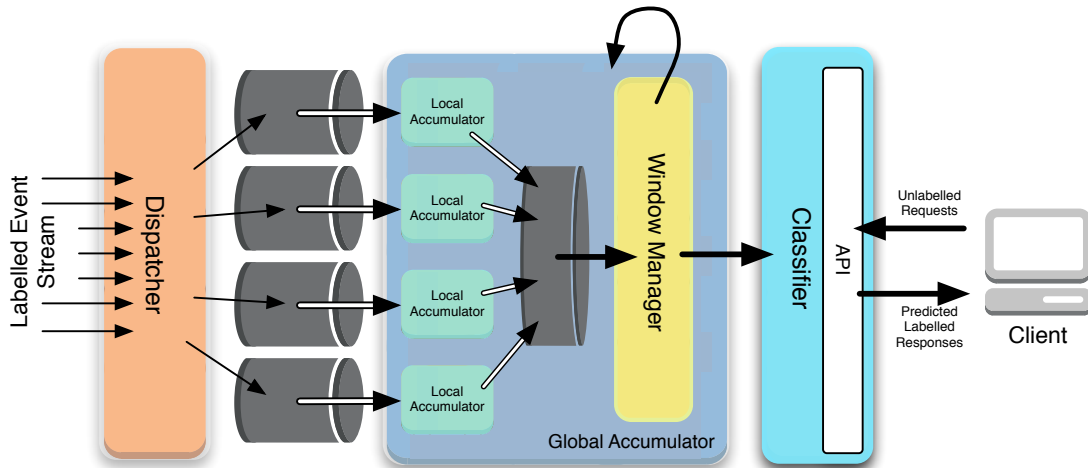 Labelled Event
Stream
Dispatcher
Local
Accumulator
Local
Accumulator
Local
Accumulator
Local
Accumulator
Window Manager
Global Accumulator
Classifier
API
Unlabelled
Requests
Predicted
Labelled
Responses
Client